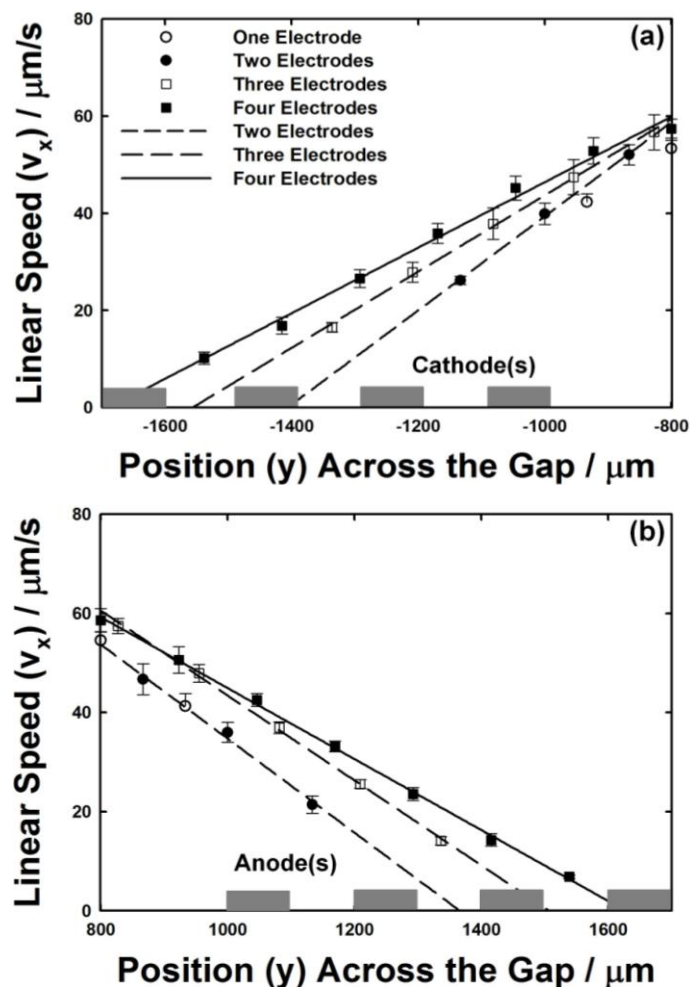 80
(a)
One Electrode
Two Electrodes
60
Three Electrodes
Four Electrodes
Two Electrodes
Three Electrodes
40
Four Electrodes
Linear Speed (vx) / μm/s
20
Cathode(s)
0
-1600 -1400 -1200 -1000 -800
Position (y) Across the Gap / μm
80
(b)
60
40
Linear Speed (vx) / μm/s
20
Anode(s)
0
800 1000 1200 1400 1600
Position (y) Across the Gap / μm